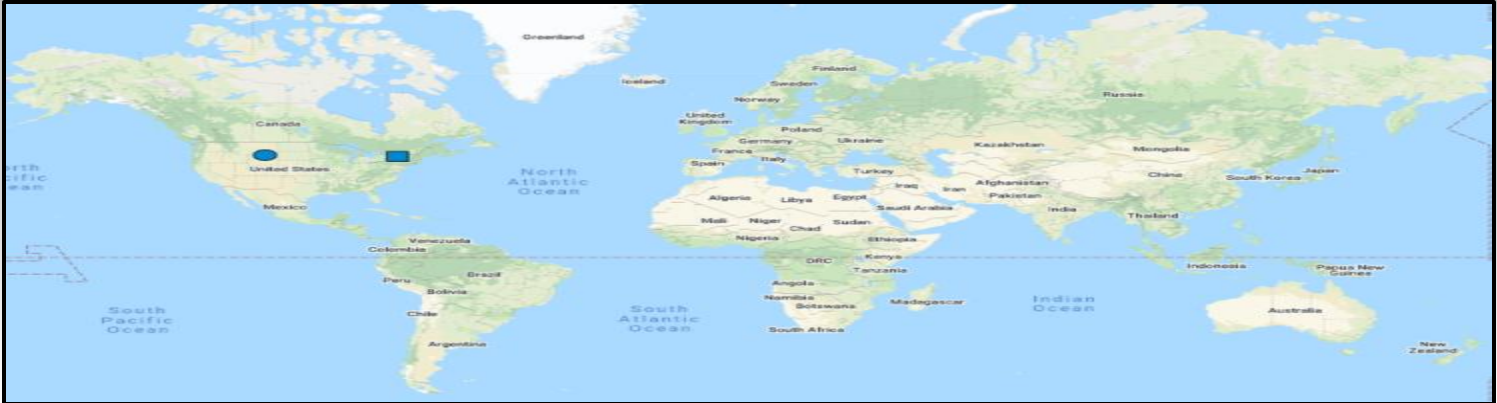 Greenland
Iceland
Finland
Sweden
Norway
Russia
United
Kingdom
Canada
Poland
Germany
Ukraine
Kazakhstan
Mongolia
France
Italy
Spain
United States
North
Atlantic
Ocean
Turkey
China
Japan
South Korea
Iraq
Iran
Afghanistan
Pakistan
Algeria
Libya
Egypt
Saudi Arabia
Mexico
India
Thailand
Mali
Niger
Chad
Sudan
Nigeria
Ethiopia
Venezuela
Colombia
DRC
Kenya
Tanzania
Indonesia
Papua New
Guinea
Peru
Brazil
Bolivia
Angola
Namibia
Botswana
Madagascar
Indian
Ocean
South
Pacific
Ocean
Chile
South
Atlantic
Ocean
South Africa
Australia
Argentina
New
Zealand